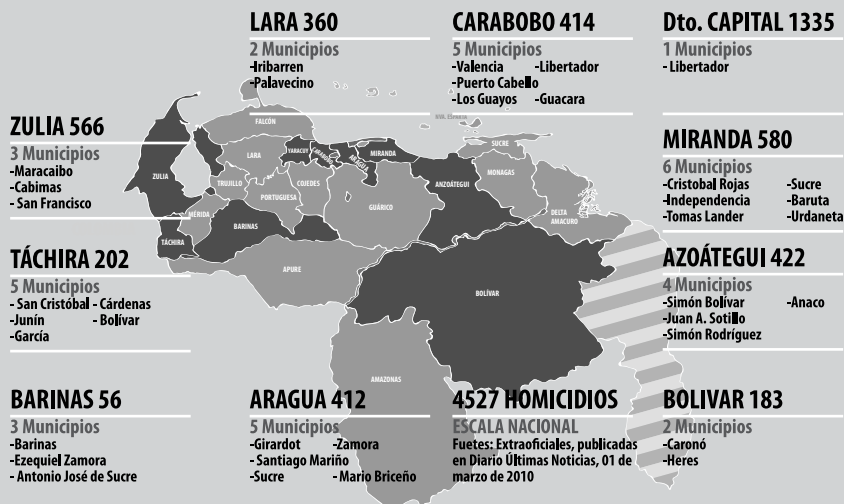 LARA 360
2 Municipios
-Iribarren
-Palavecino
CARABOBO 414
5 Municipios
-Valencia -Libertador
-Puerto Cabello
-Los Guayos -Guacara
Dto. CAPITAL 1335
1 Municipios
- Libertador
ZULIA 566
3 Municipios
-Maracaibo
-Cabimas
- San Francisco
MIRANDA 580
6 Municipios
-Cristobal Rojas -Sucre
-Independencia -Baruta
-Tomas Lander -Urdaneta
TÁCHIRA 202
5 Municipios
- San Cristóbal - Cárdenas
-Junín - Bolívar
-García
AZOÁTEGUI 422
4 Municipios
-Simón Bolívar -Anaco
-Juan A. Sotillo
-Simón Rodríguez
BARINAS 56
3 Municipios
-Barinas
-Ezequiel Zamora
- Antonio José de Sucre
ARAGUA 412
5 Municipios
-Girardot -Zamora
- Santiago Mariño
-Sucre - Mario Briceño
4527 HOMICIDIOS
ESCALA NACIONAL
Fuetes: Extraoficiales, publicadas
en Diario Últimas Noticias, 01 de
marzo de 2010
BOLIVAR 183
2 Municipios
-Caronó
-Heres
FALCÓN
NVA. ESPARTA
ZULIA
LARA
YARACUY
CARABOBO
ARAGUA
MIRANDA
SUCRE
TRUJILLO
PORTUGUESA
COJEDES
GUÁRICO
ANZOÁTEGUI
MONAGAS
DELTA
AMACURO
MÉRIDA
TÁCHIRA
BARINAS
APURE
BOLÍVAR
AMAZONAS